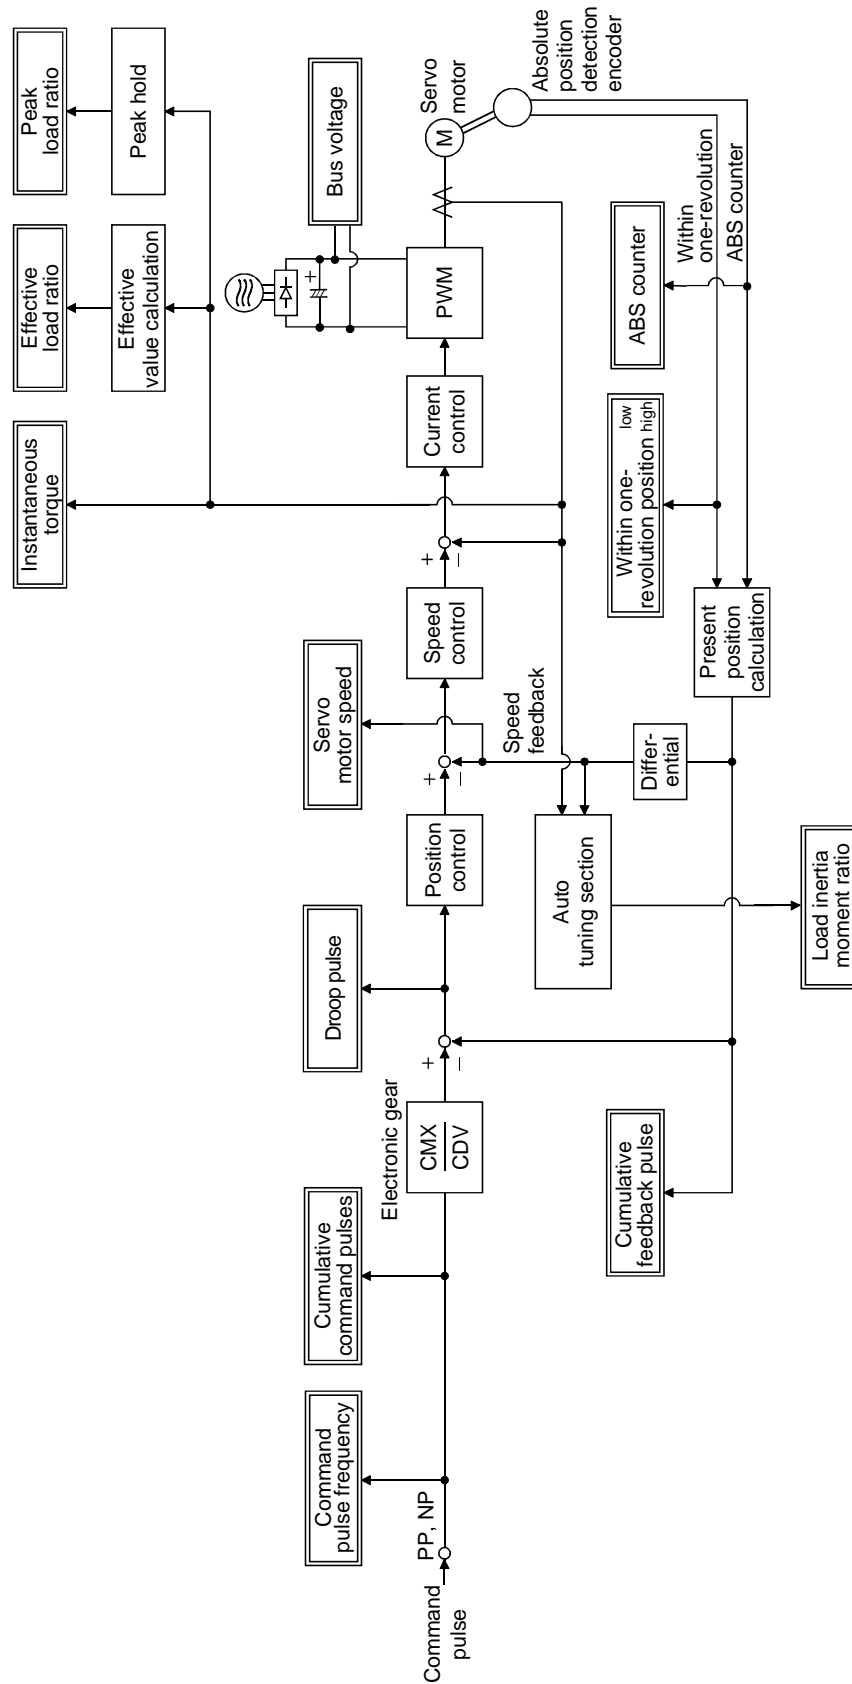 Command
pulse
PP, NP
Command
pulse frequency
Cumulative
command pulses
Electronic gear
CMX
CDV
+
−
Droop pulse
Position
control
+
−
Servo
motor speed
Speed
control
+
−
Current
control
PWM
+
Bus voltage
Servo
motor
M
Absolute
position
detection
encoder
Instantaneous
torque
Effective
load ratio
Effective
value calculation
Peak
load ratio
Peak hold
Speed
feedback
Auto
tuning section
Differ-
ential
Load inertia
moment ratio
Cumulative
feedback pulse
Present
position
calculation
Within one-
revolution position
low
high
ABS counter
Within
one-revolution
ABS counter